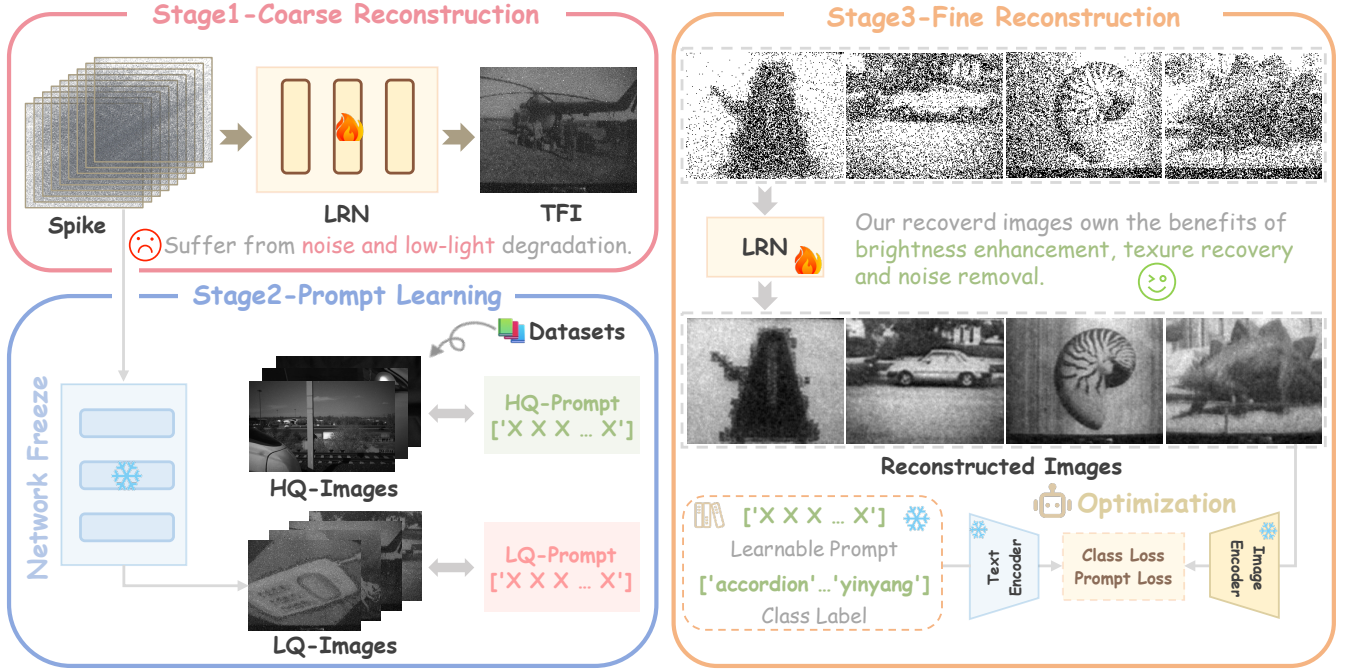 Stage1-Coarse Reconstruction
Spike
LRN
TFI
Suffer from noise and low-light degradation.
Stage2-Prompt Learning
Network Freeze
Datasets
HQ-Images
HQ-Prompt
['X X X ... X']
LQ-Images
LQ-Prompt
['X X X ... X']
Stage3-Fine Reconstruction
LRN
Our recoverd images own the benefits of
brightness enhancement, texure recovery
and noise removal.
Reconstructed Images
Optimization
['X X X ... X']
Learnable Prompt
['accordion'...'yinyang']
Class Label
Text
Encoder
Class Loss
Prompt Loss
Image
Encoder